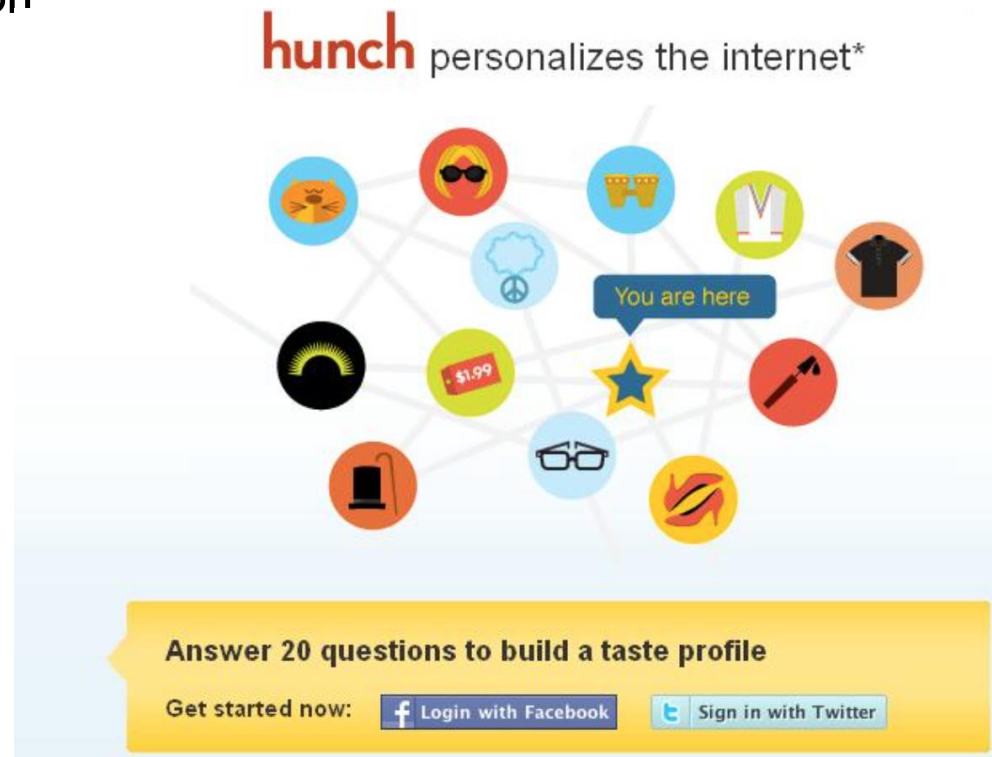 hunch personalizes the internet*
You are here
$1.99
Answer 20 questions to build a taste profile
Get started now: f Login with Facebook t Sign in with Twitter